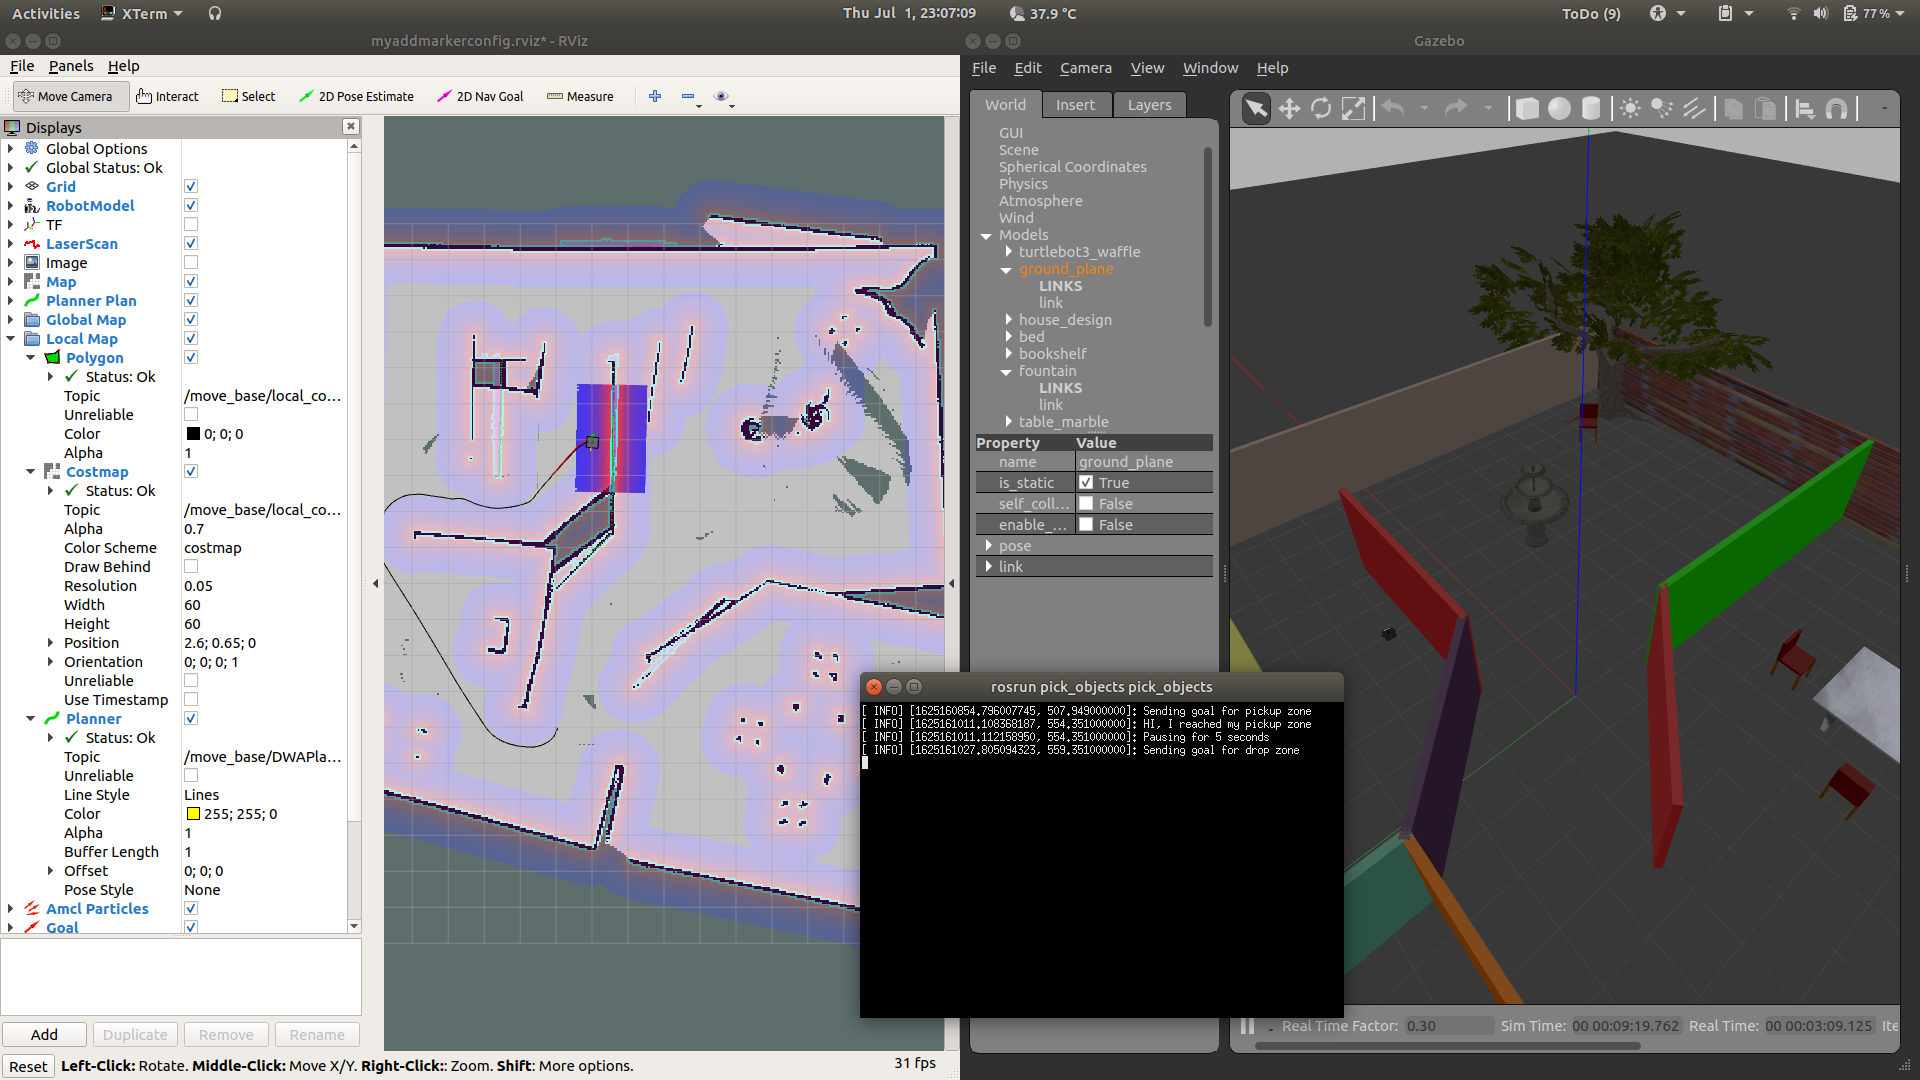 Activities XTerm Thu Jul 1, 23:07:09 37.9 °C ToDo (9) 77 %
myaddmarkerconfig.rviz* - RViz
File Panels Help
Move Camera Interact Select 2D Pose Estimate 2D Nav Goal Measure
Displays
Global Options
Global Status: Ok
Grid
RobotModel
TF
LaserScan
Image
Map
Planner Plan
Global Map
Local Map
Polygon
Status: Ok
Topic /move_base/local_co...
Unreliable
Color 0; 0; 0
Alpha 1
Costmap
Status: Ok
Topic /move_base/local_co...
Alpha 0.7
Color Scheme costmap
Draw Behind
Resolution 0.05
Width 60
Height 60
Position 2.6; 0.65; 0
Orientation 0; 0; 0; 1
Unreliable
Use Timestamp
Planner
Status: Ok
Topic /move_base/DWAPla...
Unreliable
Line Style Lines
Color 255; 255; 0
Alpha 1
Buffer Length 1
Offset 0; 0; 0
Pose Style None
Amcl Particles
Goal
Add Duplicate Remove Rename
Reset Left-Click: Rotate. Middle-Click: Move X/Y. Right-Click:: Zoom. Shift: More options. 31 fps
Gazebo
File Edit Camera View Window Help
World Insert Layers
GUI
Scene
Spherical Coordinates
Physics
Atmosphere
Wind
Models
turtlebot3_waffle
ground_plane
LINKS
link
house_design
bed
bookshelf
fountain
LINKS
link
table_marble
Property Value
name ground_plane
is_static True
self_coll... False
enable_... False
pose
link
rosrun pick_objects pick_objects
[ INFO] [1625160854.796007745, 507.949000000]: Sending goal for pickup zone
[ INFO] [1625161011.108368187, 554.351000000]: HI, I reached my pickup zone
[ INFO] [1625161011.112158950, 554.351000000]: Pausing for 5 seconds
[ INFO] [1625161027.805094323, 559.351000000]: Sending goal for drop zone
Real Time Factor: 0.30 Sim Time: 00 00:09:19.762 Real Time: 00 00:03:09.125 Ite